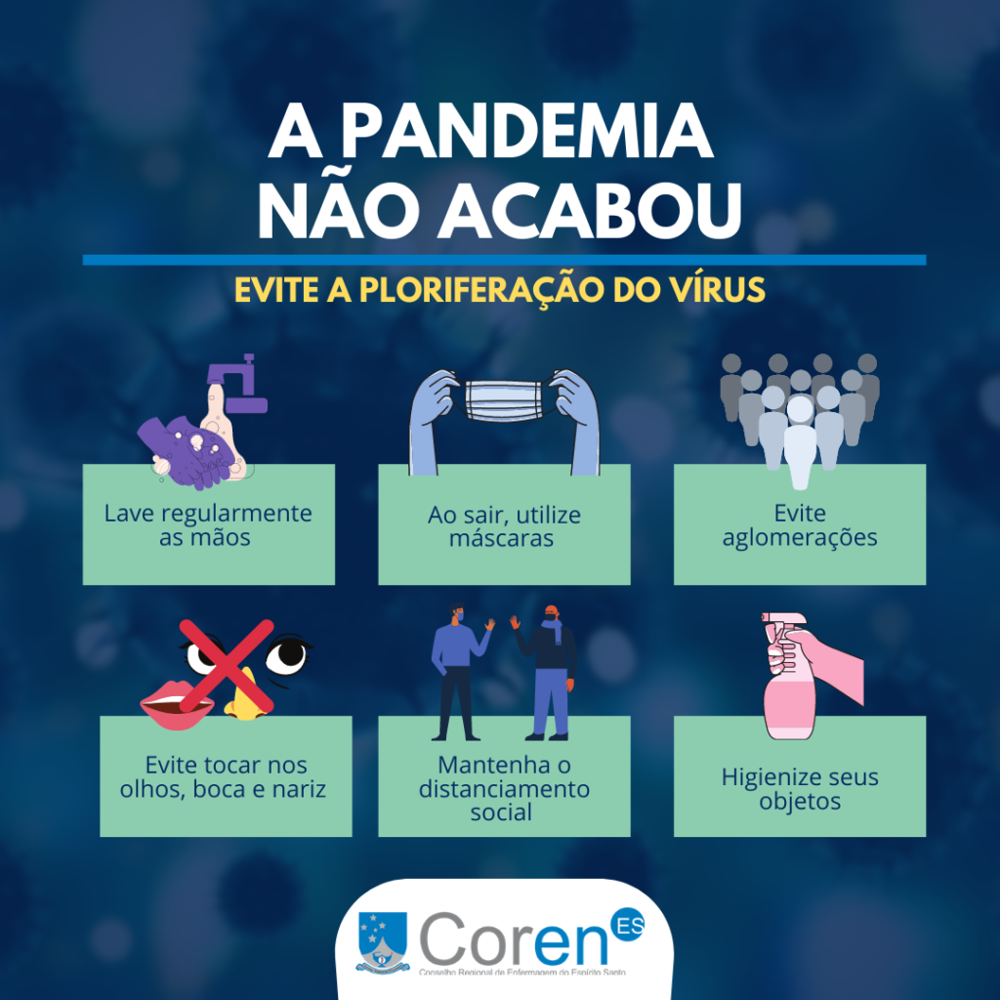 A PANDEMIA
NÃO ACABOU
EVITE A PLORIFERAÇÃO DO VÍRUS
Lave regularmente
as mãos
Ao sair, utilize
máscaras
Evite
aglomerações
Evite tocar nos
olhos, boca e nariz
Mantenha o
distanciamento
social
Higienize seus
objetos
Coren ES
Conselho Regional de Enfermagem do Espírito Santo